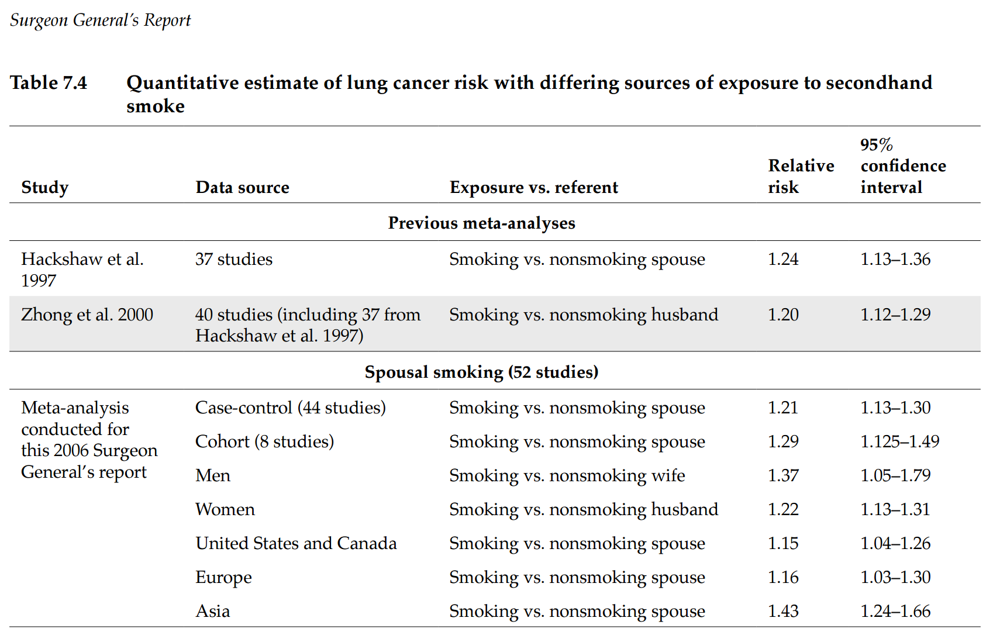 Surgeon General's Report
Table 7.4 Quantitative estimate of lung cancer risk with differing sources of exposure to secondhand
smoke
95%
Relative confidence
Study Data source Exposure vs. referent risk interval
Previous meta-analyses
Hackshaw et al. 37 studies Smoking vs. nonsmoking spouse 1.24 1.13–1.36
1997
Zhong et al. 2000 40 studies (including 37 from Smoking vs. nonsmoking husband 1.20 1.12–1.29
Hackshaw et al. 1997)
Spousal smoking (52 studies)
Meta-analysis Case-control (44 studies) Smoking vs. nonsmoking spouse 1.21 1.13–1.30
conducted for
this 2006 Surgeon Cohort (8 studies) Smoking vs. nonsmoking spouse 1.29 1.125–1.49
General's report Men Smoking vs. nonsmoking wife 1.37 1.05–1.79
Women Smoking vs. nonsmoking husband 1.22 1.13–1.31
United States and Canada Smoking vs. nonsmoking spouse 1.15 1.04–1.26
Europe Smoking vs. nonsmoking spouse 1.16 1.03–1.30
Asia Smoking vs. nonsmoking spouse 1.43 1.24–1.66